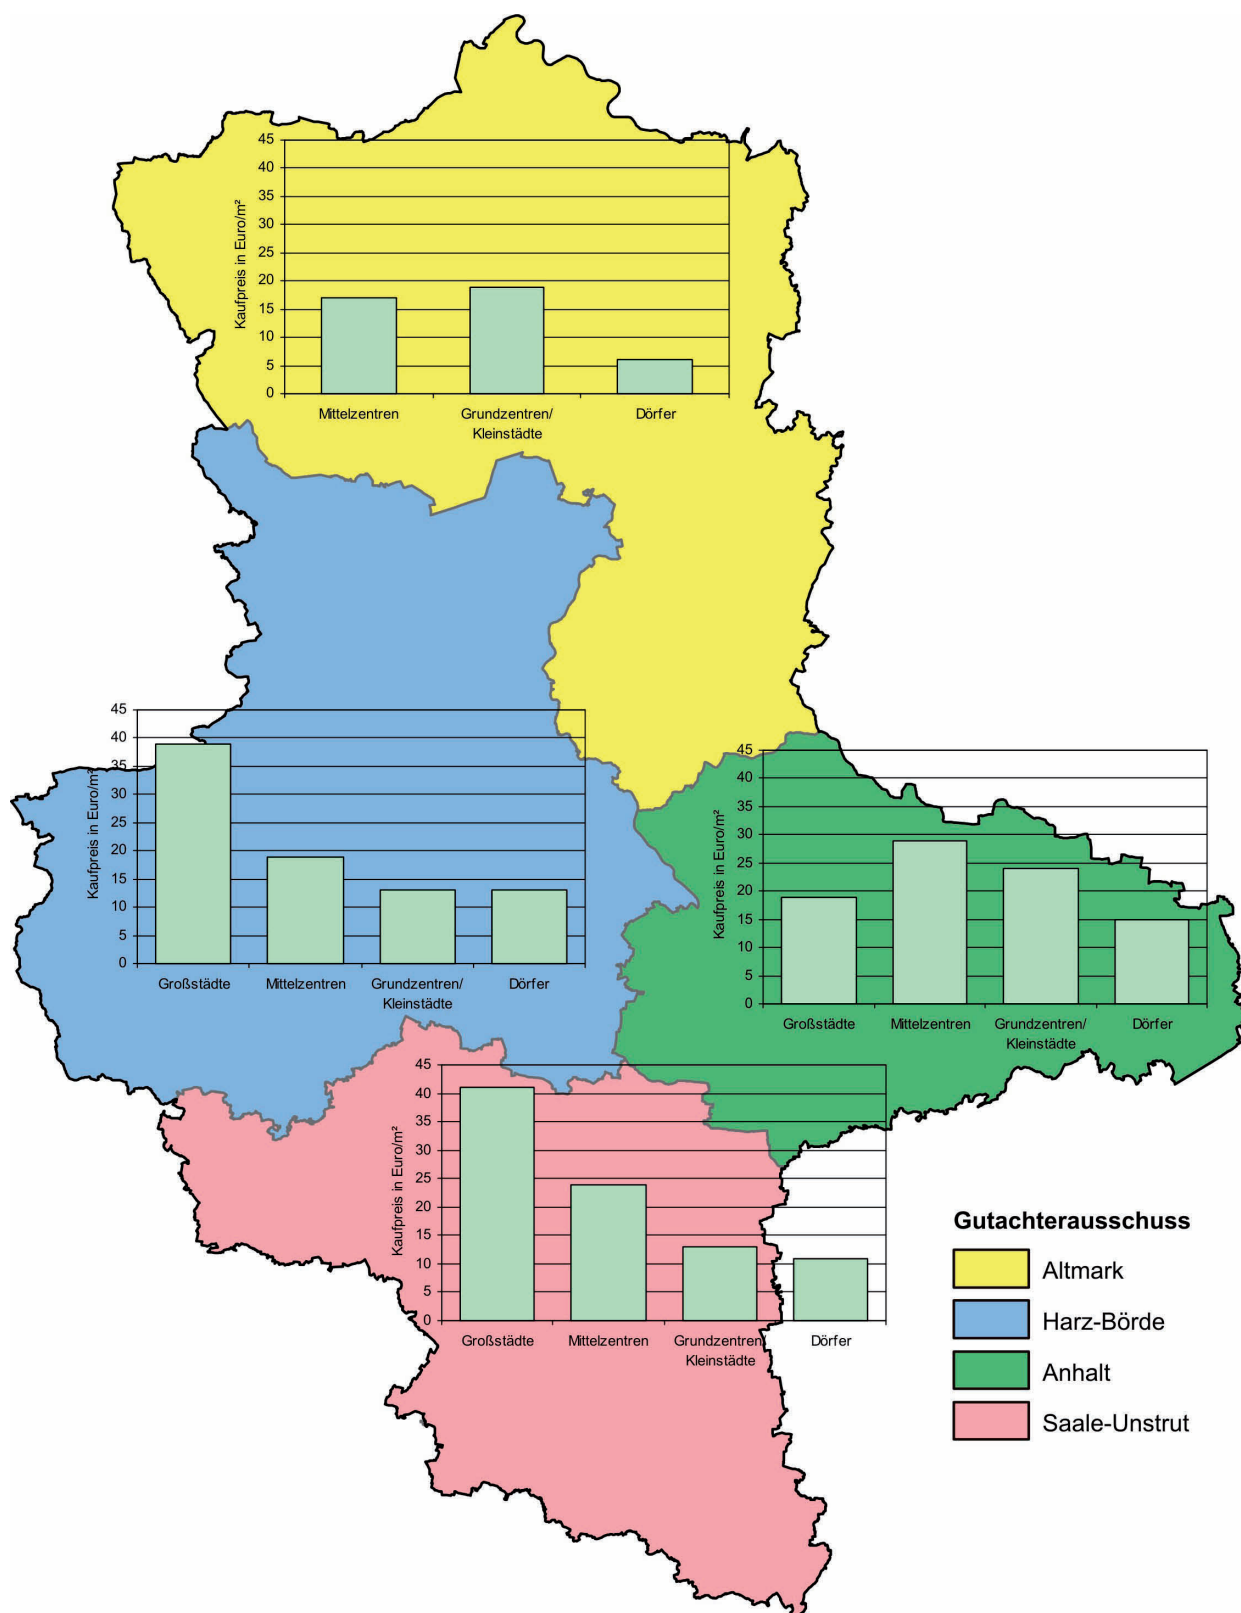 45
40
35
30
25
20
15
10
5
0
Kaufpreis in Euro/m²
Mittelzentren Grundzentren/ Dörfer
Kleinstädte
45
40
35
30
25
20
15
10
5
0
Kaufpreis in Euro/m²
Großstädte Mittelzentren Grundzentren/ Dörfer
Kleinstädte
45
40
35
30
25
20
15
10
5
0
Kaufpreis in Euro/m²
Großstädte Mittelzentren Grundzentren/ Dörfer
Kleinstädte
45
40
35
30
25
20
15
10
5
0
Kaufpreis in Euro/m²
Großstädte Mittelzentren Grundzentren/ Dörfer
Kleinstädte
Gutachterausschuss
Altmark
Harz-Börde
Anhalt
Saale-Unstrut